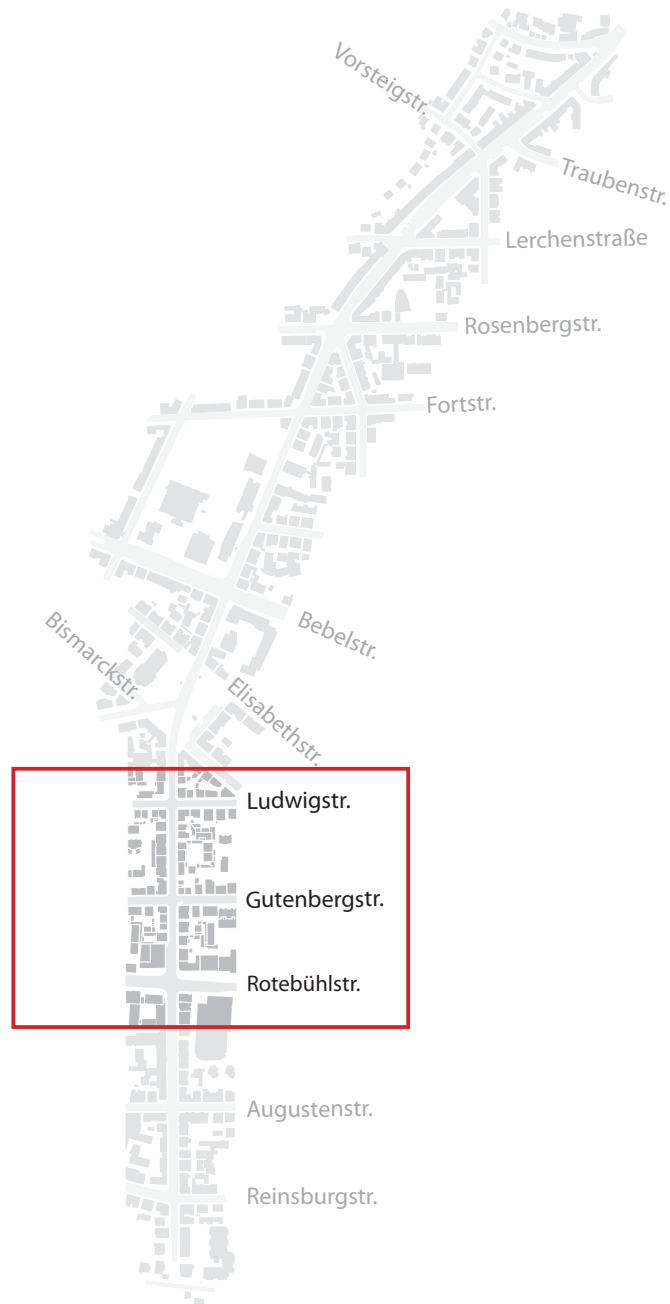 Vorsteigstr.
Traubenstr.
Lerchenstraße
Rosenbergstr.
Fortstr.
Bebelstr.
Bismarckstr.
Elisabethstr.
Ludwigstr.
Gutenbergstr.
Rotebühlstr.
Augustenstr.
Reinsburgstr.